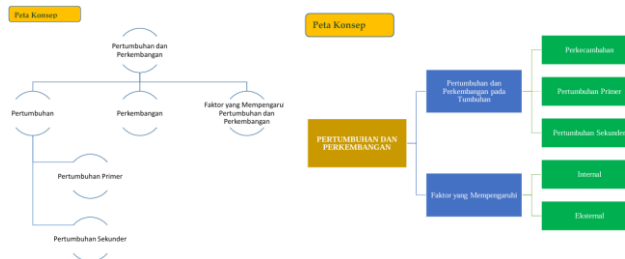 Peta Konsep
Pertumbuhan dan
Perkembangan
Pertumbuhan
Perkembangan
Faktor yang Mempengaru
Pertumbuhan dan
Perkembangan
Pertumbuhan Primer
Pertumbuhan Sekunder
Peta Konsep
PERTUMBUHAN DAN
PERKEMBANGAN
Pertumbuhan dan
Perkembangan pada
Tumbuhan
Perkecambahan
Pertumbuhan Primer
Pertumbuhan Sekunder
Faktor yang Mempengaruhi
Internal
Eksternal